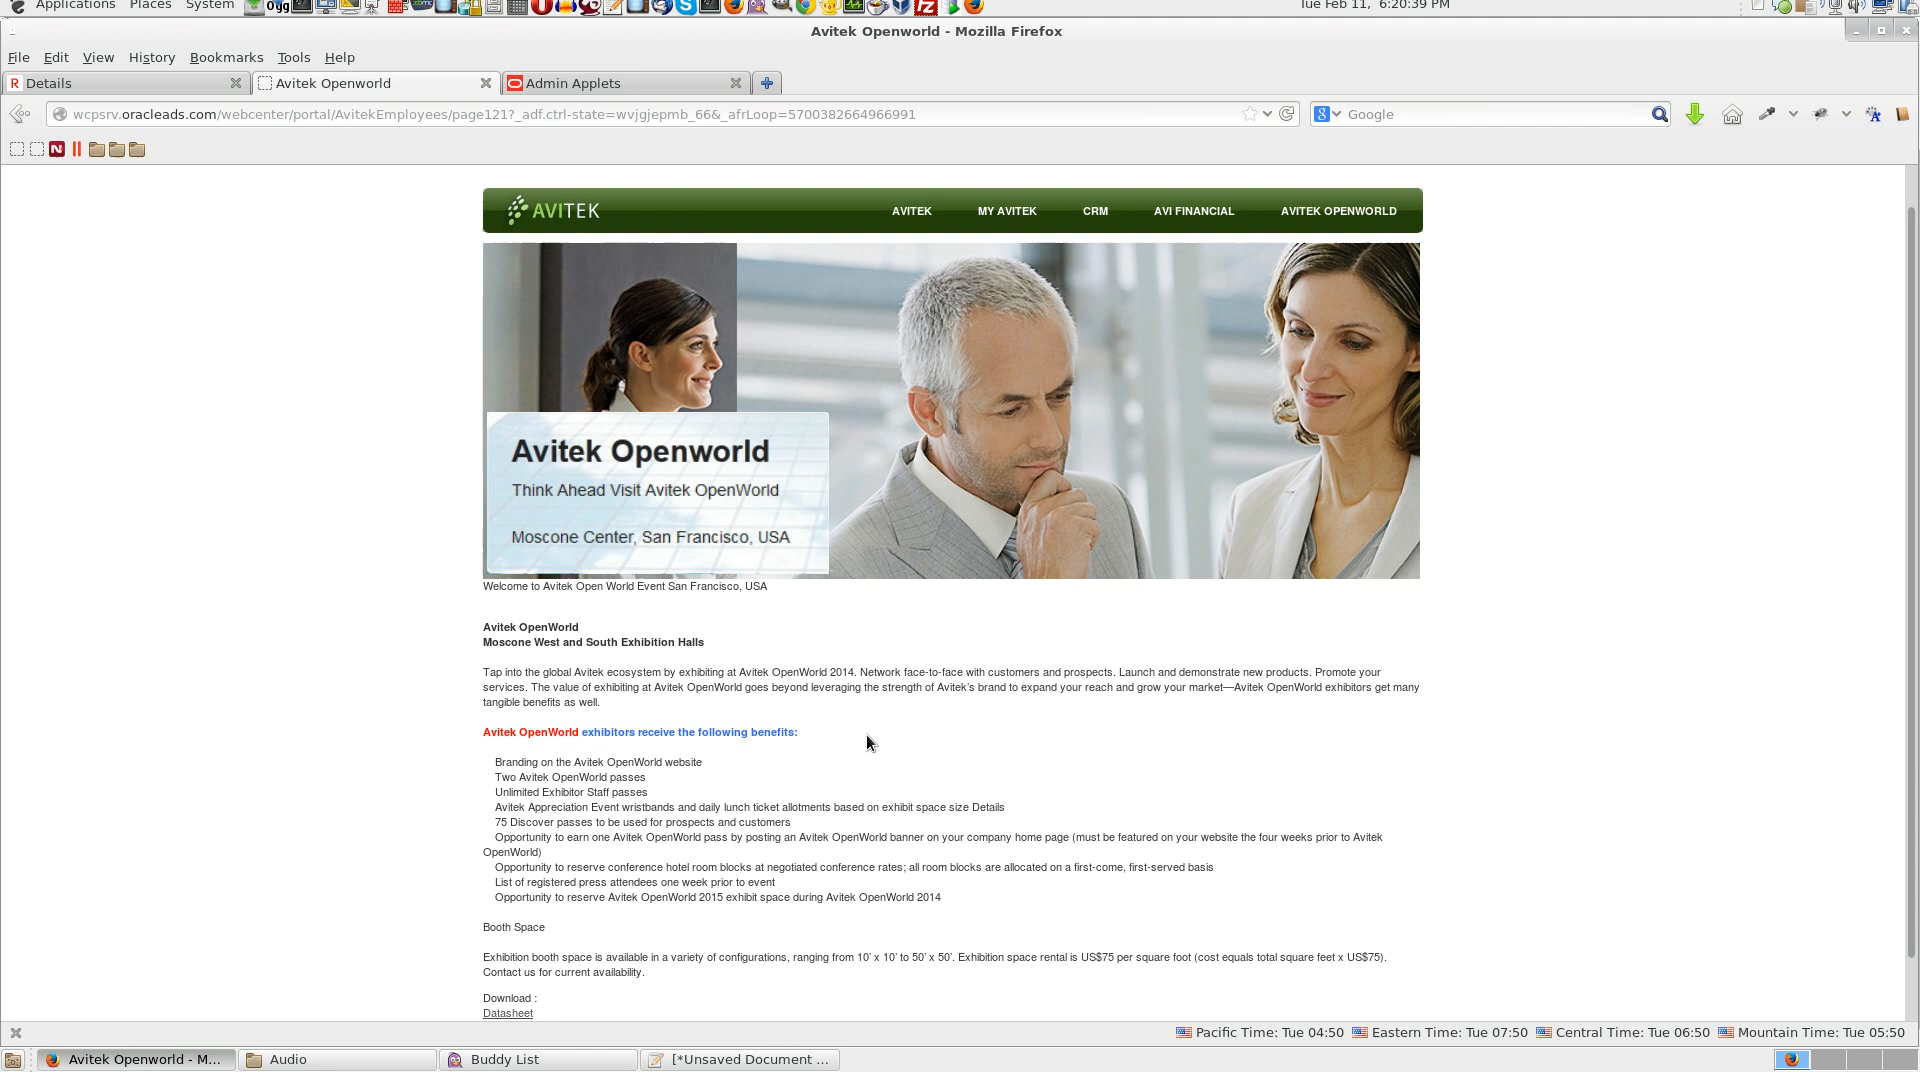 Applications Places System
Tue Feb 11, 6:20:39 PM
Avitek Openworld - Mozilla Firefox
File Edit View History Bookmarks Tools Help
Details
Avitek Openworld
Admin Applets
wcpsrv.oracleads.com/webcenter/portal/AvitekEmployees/page121?_adf.ctrl-state=wvjgjepmb_66&_afrLoop=5700382664966991
Google
AVITEK
AVITEK MY AVITEK CRM AVI FINANCIAL AVITEK OPENWORLD
Avitek Openworld
Think Ahead Visit Avitek OpenWorld
Moscone Center, San Francisco, USA
Welcome to Avitek Open World Event San Francisco, USA
Avitek OpenWorld
Moscone West and South Exhibition Halls
Tap into the global Avitek ecosystem by exhibiting at Avitek OpenWorld 2014. Network face-to-face with customers and prospects. Launch and demonstrate new products. Promote your
services. The value of exhibiting at Avitek OpenWorld goes beyond leveraging the strength of Avitek's brand to expand your reach and grow your market—Avitek OpenWorld exhibitors get many
tangible benefits as well.
Avitek OpenWorld exhibitors receive the following benefits:
Branding on the Avitek OpenWorld website
Two Avitek OpenWorld passes
Unlimited Exhibitor Staff passes
Avitek Appreciation Event wristbands and daily lunch ticket allotments based on exhibit space size Details
75 Discover passes to be used for prospects and customers
Opportunity to earn one Avitek OpenWorld pass by posting an Avitek OpenWorld banner on your company home page (must be featured on your website the four weeks prior to Avitek
OpenWorld)
Opportunity to reserve conference hotel room blocks at negotiated conference rates; all room blocks are allocated on a first-come, first-served basis
List of registered press attendees one week prior to event
Opportunity to reserve Avitek OpenWorld 2015 exhibit space during Avitek OpenWorld 2014
Booth Space
Exhibition booth space is available in a variety of configurations, ranging from 10' x 10' to 50' x 50'. Exhibition space rental is US$75 per square foot (cost equals total square feet x US$75).
Contact us for current availability.
Download :
Datasheet
Pacific Time: Tue 04:50 Eastern Time: Tue 07:50 Central Time: Tue 06:50 Mountain Time: Tue 05:50
Avitek Openworld - M... Audio Buddy List [*Unsaved Document ...